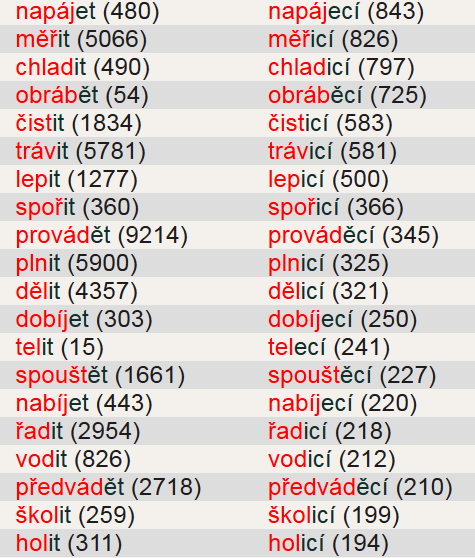 napájet (480) napájecí (843)
měřit (5066) měřicí (826)
chladit (490) chladicí (797)
obrábět (54) obráběcí (725)
čistit (1834) čisticí (583)
trávit (5781) trávicí (581)
lepit (1277) lepicí (500)
spořit (360) spořicí (366)
provádět (9214) prováděcí (345)
plnit (5900) plnicí (325)
dělit (4357) dělicí (321)
dobíjet (303) dobíjecí (250)
telit (15) telecí (241)
spouštět (1661) spouštěcí (227)
nabíjet (443) nabíjecí (220)
řadit (2954) řadicí (218)
vodit (826) vodicí (212)
předvádět (2718) předváděcí (210)
školit (259) školicí (199)
holit (311) holicí (194)